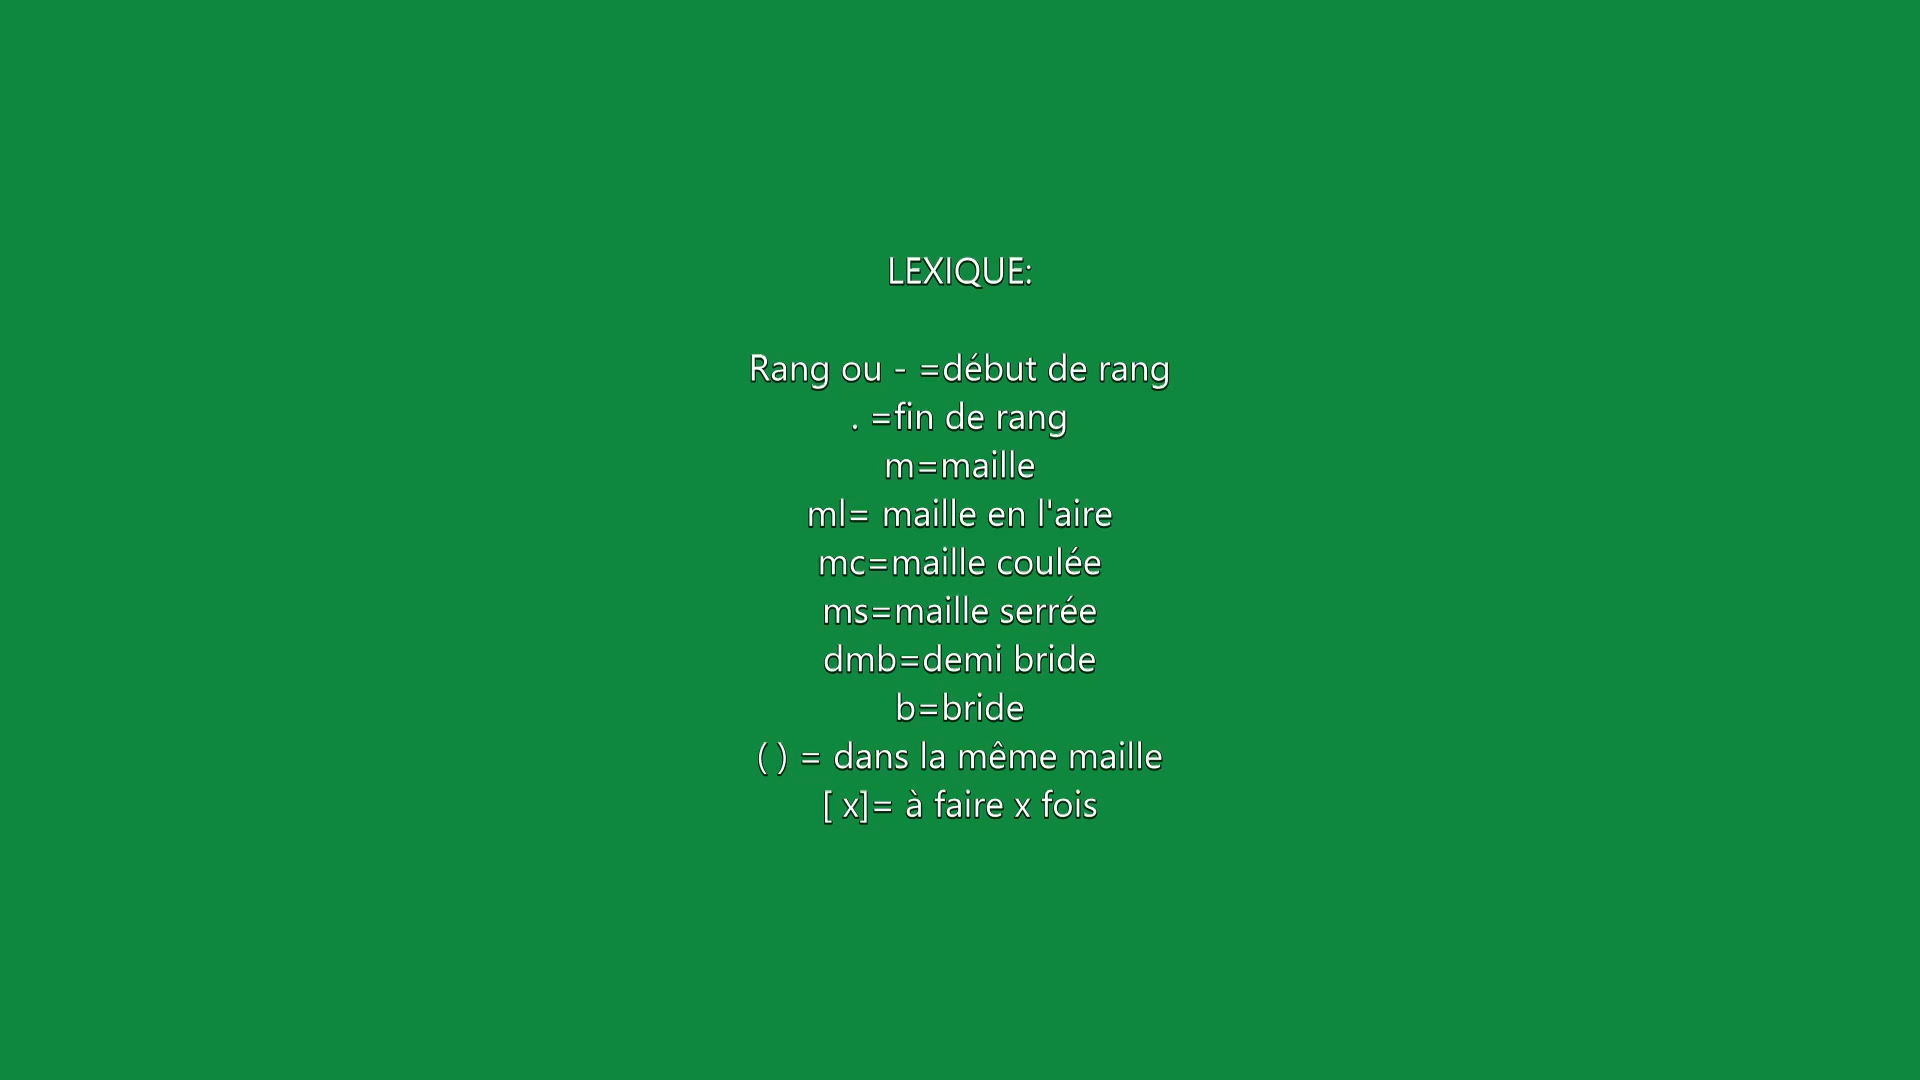 LEXIQUE:
Rang ou - =début de rang
. =fin de rang
m=maille
ml= maille en l'aire
mc=maille coulée
ms=maille serrée
dmb=demi bride
b=bride
( ) = dans la même maille
[ x]= à faire x fois